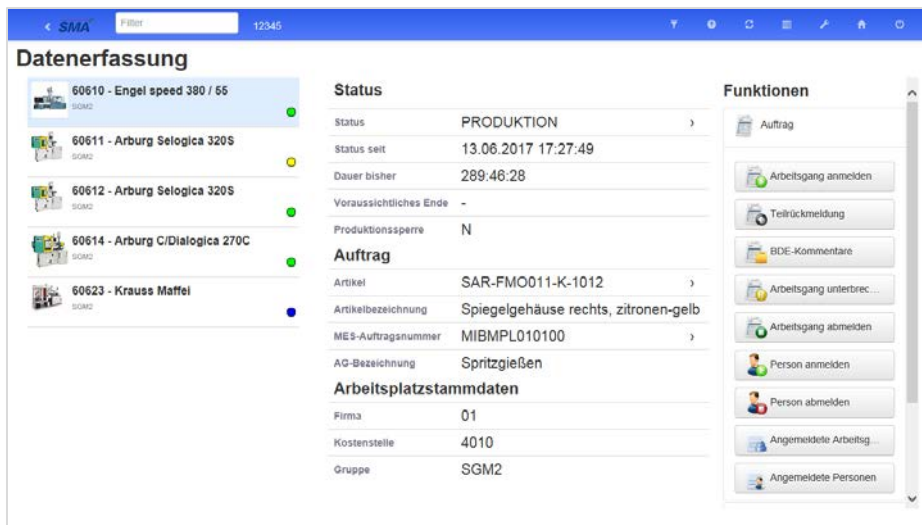 SMA
Filter
12345
Datenerfassung
60610 - Engel speed 380 / 55
SGM2
60611 - Arburg Selogica 320S
SGM2
60612 - Arburg Selogica 320S
SGM2
60614 - Arburg C/Dialogica 270C
SGM2
60623 - Krauss Maffei
SGM2
Status
Status PRODUKTION
Status seit 13.06.2017 17:27:49
Dauer bisher 289:46:28
Voraussichtliches Ende -
Produktionssperre N
Auftrag
Artikel SAR-FMO011-K-1012
Artikelbezeichnung Spiegelgehäuse rechts, zitronen-gelb
MES-Auftragsnummer MIBMPL010100
AG-Bezeichnung Spritzgießen
Arbeitsplatzstammdaten
Firma 01
Kostenstelle 4010
Gruppe SGM2
Funktionen
Auftrag
Arbeitsgang anmelden
Teilrückmeldung
BDE-Kommentare
Arbeitsgang unterbrec...
Arbeitsgang abmelden
Person anmelden
Person abmelden
Angemeldete Arbeitsg...
Angemeldete Personen